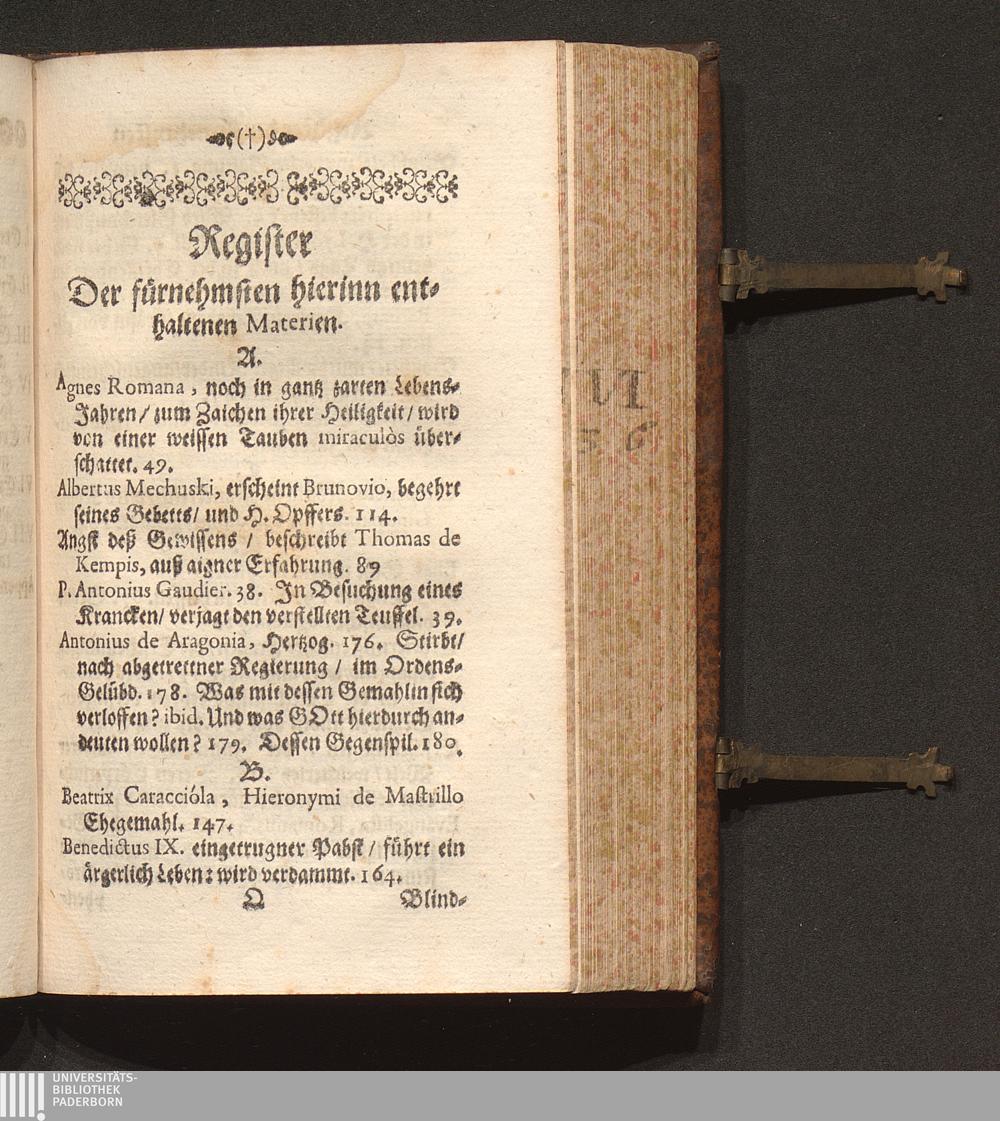 (†)
Register
Der fürnehmsten hierinn ent-
haltenen Materien.
A.
Agnes Romana, noch in gantz zarten Lebens-
Jahren / zum Zaichen ihrer Heiligkeit / wird
von einer weissen Tauben miraculòs über-
schattet. 49.
Albertus Mechuski, erscheint Brunovio, begehrt
seines Gebetts / und H. Opffers. 114.
Angst deß Gewissens / beschreibt Thomas de
Kempis, auß aigner Erfahrung. 89
P. Antonius Gaudier. 38. In Besuchung eines
Krancken / verjagt den verstellten Teuffel. 39.
Antonius de Aragonia, Hertzog. 176. Stirbt /
nach abgetrettner Regierung / im Ordens-
Gelübd. 178. Was mit dessen Gemahlin sich
verloffen? ibid. Und was GOtt hierdurch an-
deuten wollen? 179. Dessen Gegenspil. 180.
B.
Beatrix Caracciόla, Hieronymi de Mastrillo
Ehegemahl. 147.
Benedictus IX. eingetrugner Pabst / führt ein
ärgerlich Leben: wird verdammt. 164.
Q Blind-
UNIVERSITÄTS-
BIBLIOTHEK
PADERBORN